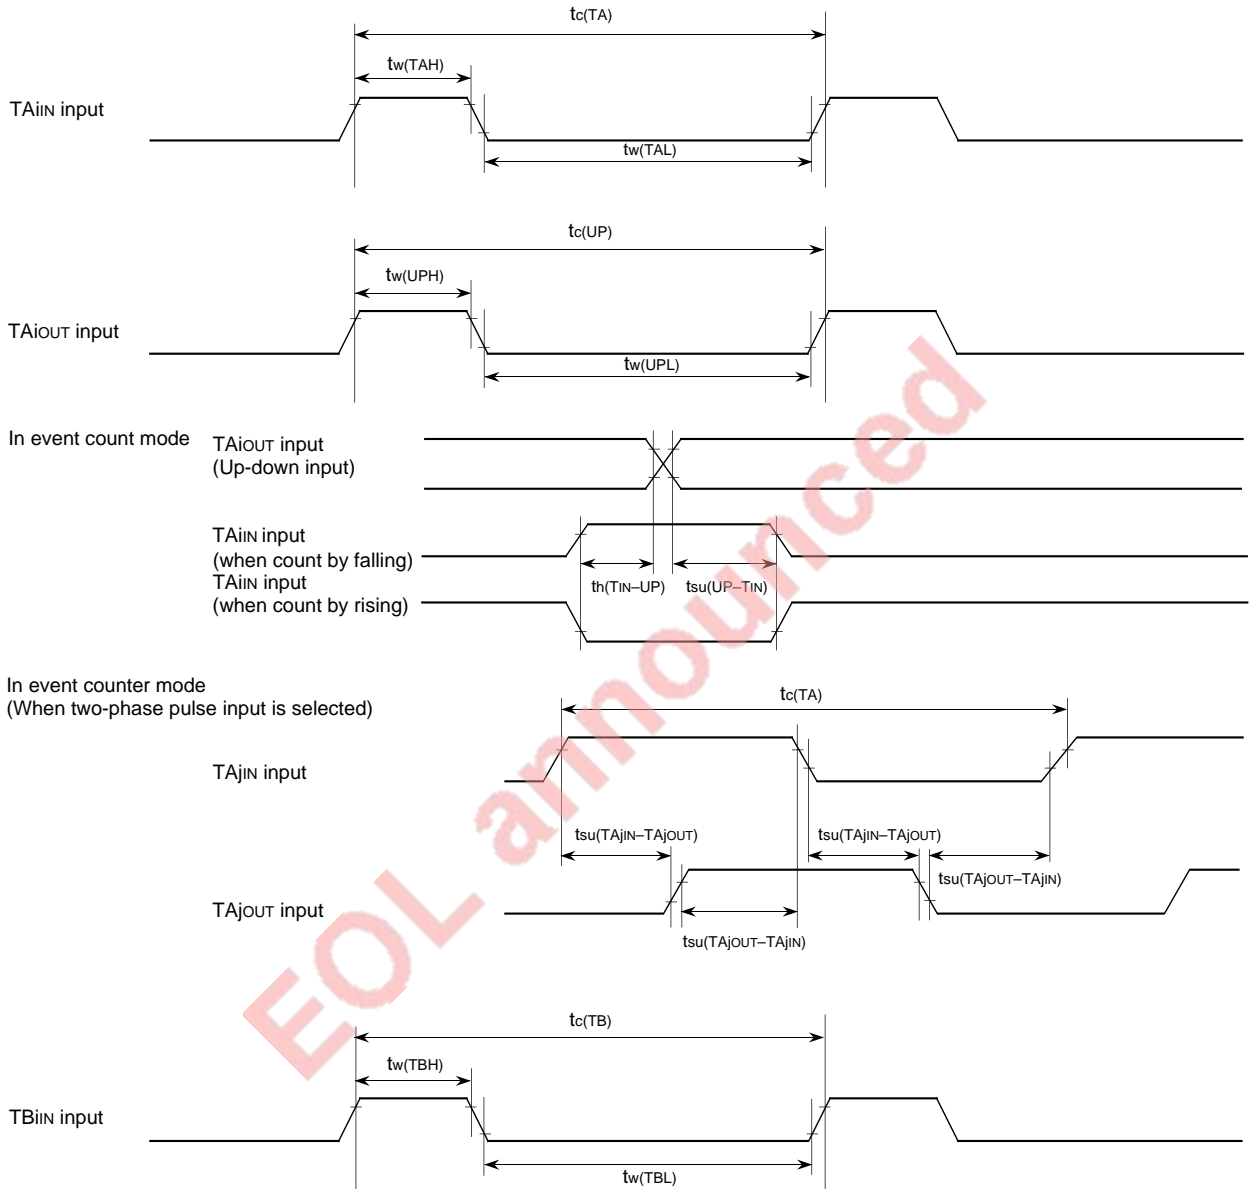 tc(TA)
tw(TAH)
TAiIN input
tw(TAL)
tc(UP)
tw(UPH)
TAiOUT input
tw(UPL)
In event count mode
TAiOUT input
(Up-down input)
TAiIN input
(when count by falling)
th(TIN–UP)
tsu(UP–TIN)
TAiIN input
(when count by rising)
In event counter mode
(When two-phase pulse input is selected)
tc(TA)
TAjIN input
tsu(TAjIN–TAjOUT)
tsu(TAjIN–TAjOUT)
tsu(TAjOUT–TAjIN)
TAjOUT input
tsu(TAjOUT–TAjIN)
tc(TB)
tw(TBH)
TBiIN input
tw(TBL)
EOL announced